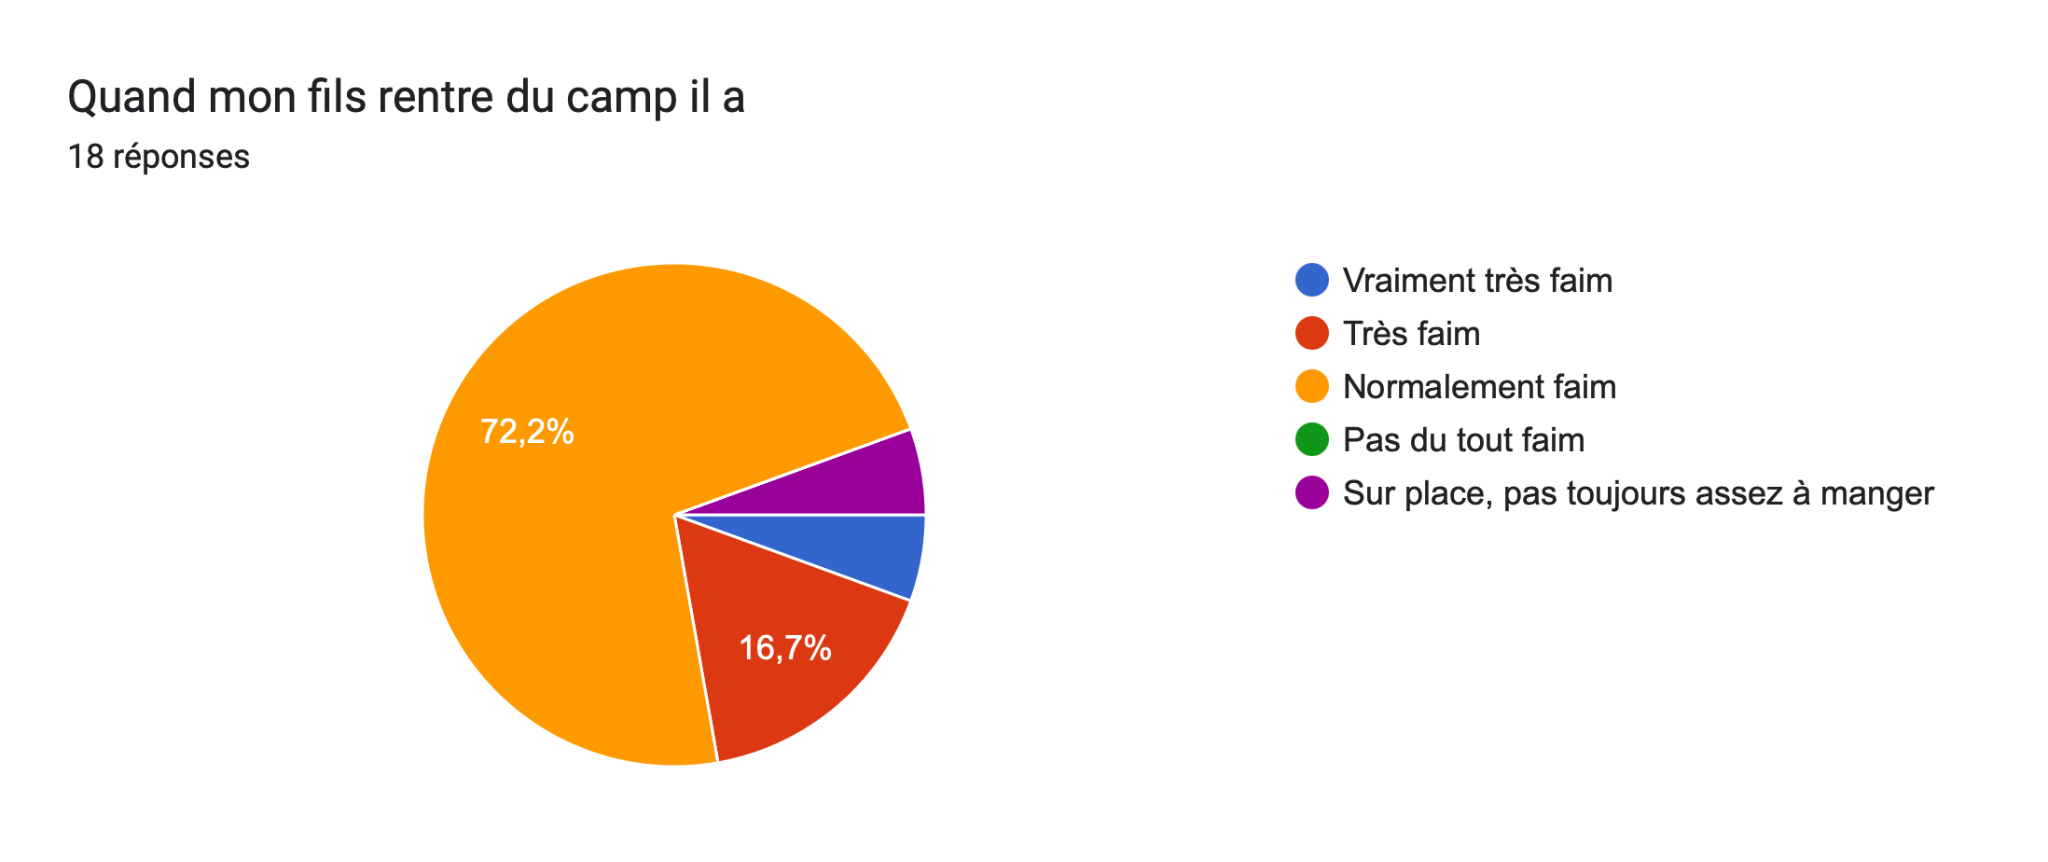 Quand mon fils rentre du camp il a
18 réponses
Vraiment très faim
Très faim
Normalement faim
Pas du tout faim
Sur place, pas toujours assez à manger
72,2%
16,7%